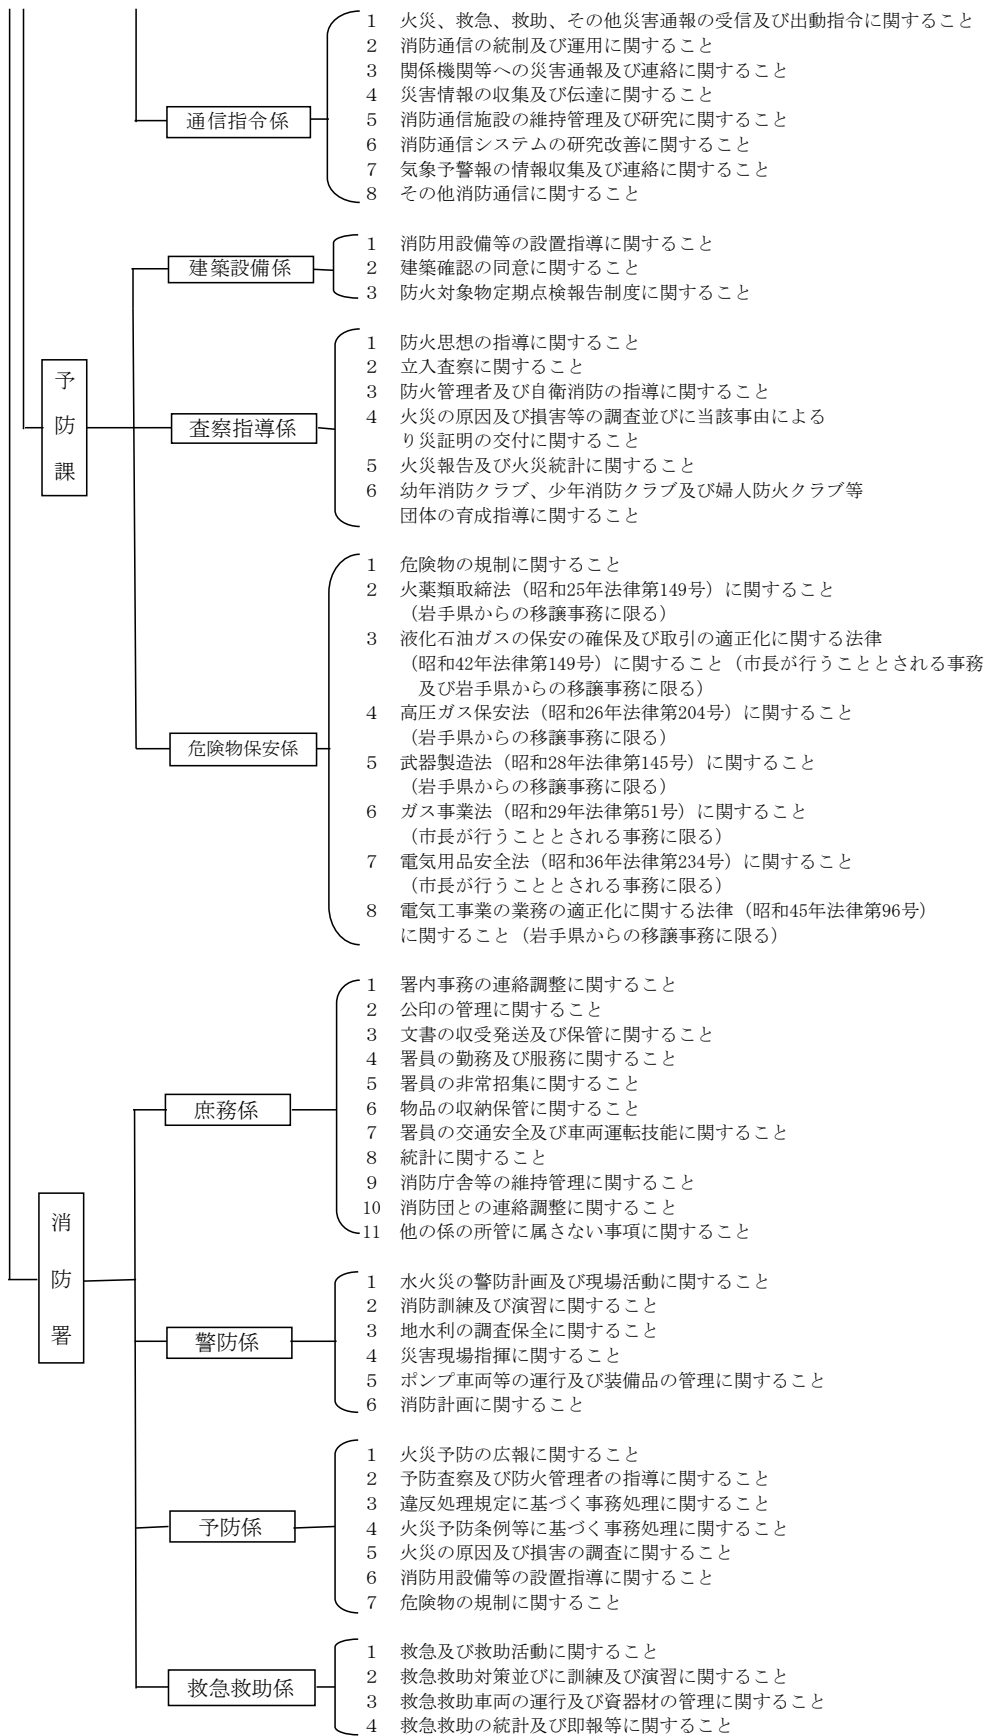 通信指令係
1 火災、救急、救助、その他災害通報の受信及び出動指令に関すること
2 消防通信の統制及び運用に関すること
3 関係機関等への災害通報及び連絡に関すること
4 災害情報の収集及び伝達に関すること
5 消防通信施設の維持管理及び研究に関すること
6 消防通信システムの研究改善に関すること
7 気象予警報の情報収集及び連絡に関すること
8 その他消防通信に関すること
予防課
建築設備係
1 消防用設備等の設置指導に関すること
2 建築確認の同意に関すること
3 防火対象物定期点検報告制度に関すること
査察指導係
1 防火思想の指導に関すること
2 立入査察に関すること
3 防火管理者及び自衛消防の指導に関すること
4 火災の原因及び損害等の調査並びに当該事由による
り災証明の交付に関すること
5 火災報告及び火災統計に関すること
6 幼年消防クラブ、少年消防クラブ及び婦人防火クラブ等
団体の育成指導に関すること
危険物保安係
1 危険物の規制に関すること
2 火薬類取締法（昭和25年法律第149号）に関すること
（岩手県からの移譲事務に限る）
3 液化石油ガスの保安の確保及び取引の適正化に関する法律
（昭和42年法律第149号）に関すること（市長が行うこととされる事務
及び岩手県からの移譲事務に限る）
4 高圧ガス保安法（昭和26年法律第204号）に関すること
（岩手県からの移譲事務に限る）
5 武器製造法（昭和28年法律第145号）に関すること
（岩手県からの移譲事務に限る）
6 ガス事業法（昭和29年法律第51号）に関すること
（市長が行うこととされる事務に限る）
7 電気用品安全法（昭和36年法律第234号）に関すること
（市長が行うこととされる事務に限る）
8 電気工事業の業務の適正化に関する法律（昭和45年法律第96号）
に関すること（岩手県からの移譲事務に限る）
消防署
庶務係
1 署内事務の連絡調整に関すること
2 公印の管理に関すること
3 文書の収受発送及び保管に関すること
4 署員の勤務及び服務に関すること
5 署員の非常招集に関すること
6 物品の収納保管に関すること
7 署員の交通安全及び車両運転技能に関すること
8 統計に関すること
9 消防庁舎等の維持管理に関すること
10 消防団との連絡調整に関すること
11 他の係の所管に属さない事項に関すること
警防係
1 水火災の警防計画及び現場活動に関すること
2 消防訓練及び演習に関すること
3 地水利の調査保全に関すること
4 災害現場指揮に関すること
5 ポンプ車両等の運行及び装備品の管理に関すること
6 消防計画に関すること
予防係
1 火災予防の広報に関すること
2 予防査察及び防火管理者の指導に関すること
3 違反処理規定に基づく事務処理に関すること
4 火災予防条例等に基づく事務処理に関すること
5 火災の原因及び損害の調査に関すること
6 消防用設備等の設置指導に関すること
7 危険物の規制に関すること
救急救助係
1 救急及び救助活動に関すること
2 救急救助対策並びに訓練及び演習に関すること
3 救急救助車両の運行及び資器材の管理に関すること
4 救急救助の統計及び即報等に関すること